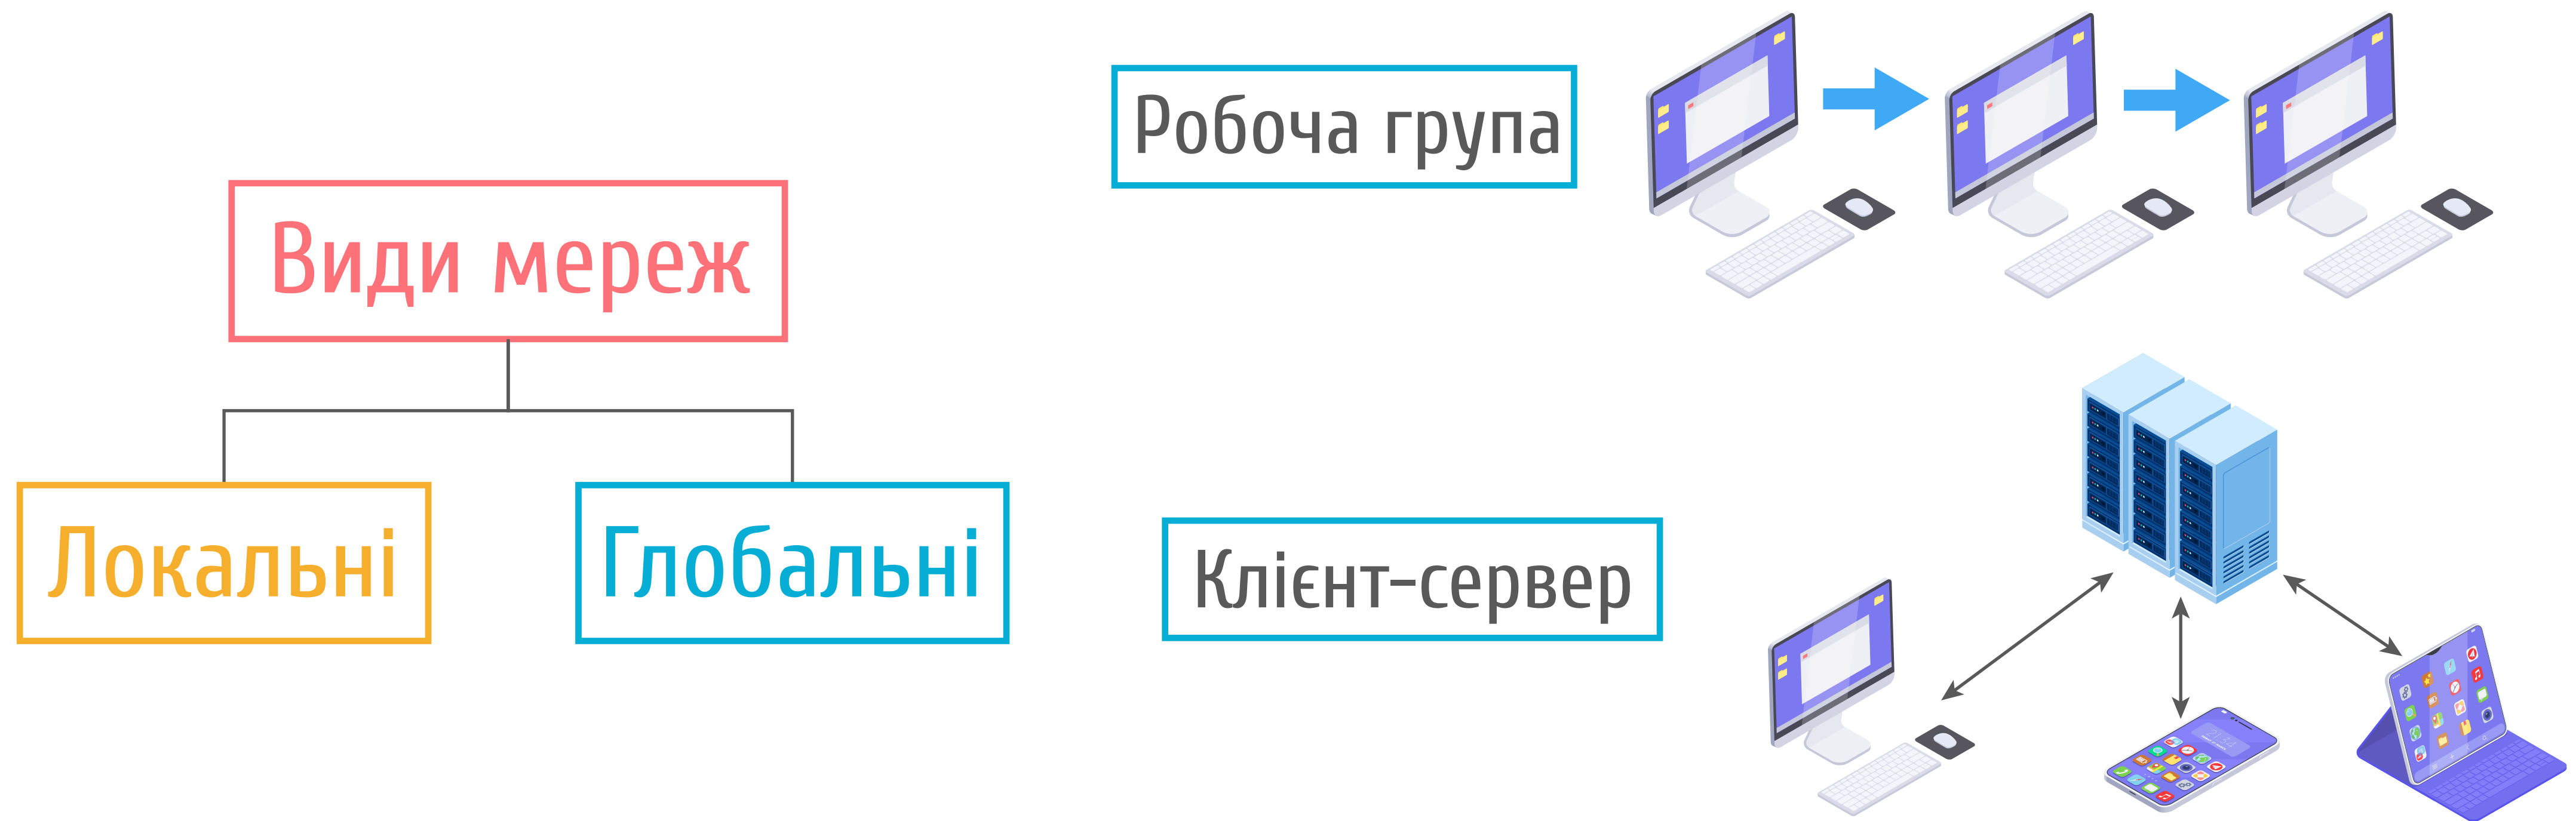 Види мереж
Локальні
Глобальні
Робоча група
Клієнт-сервер